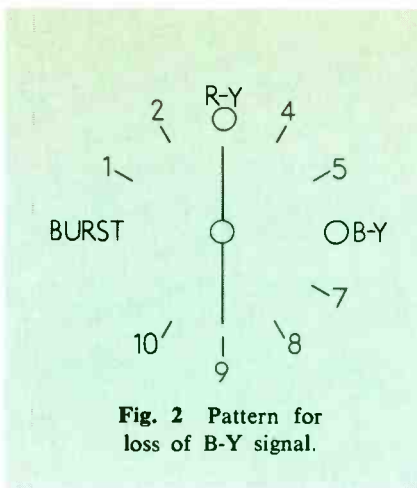 R-Y
2 4
1 5
BURST B-Y
7
10 8
9
Fig. 2 Pattern for
loss of B-Y signal.